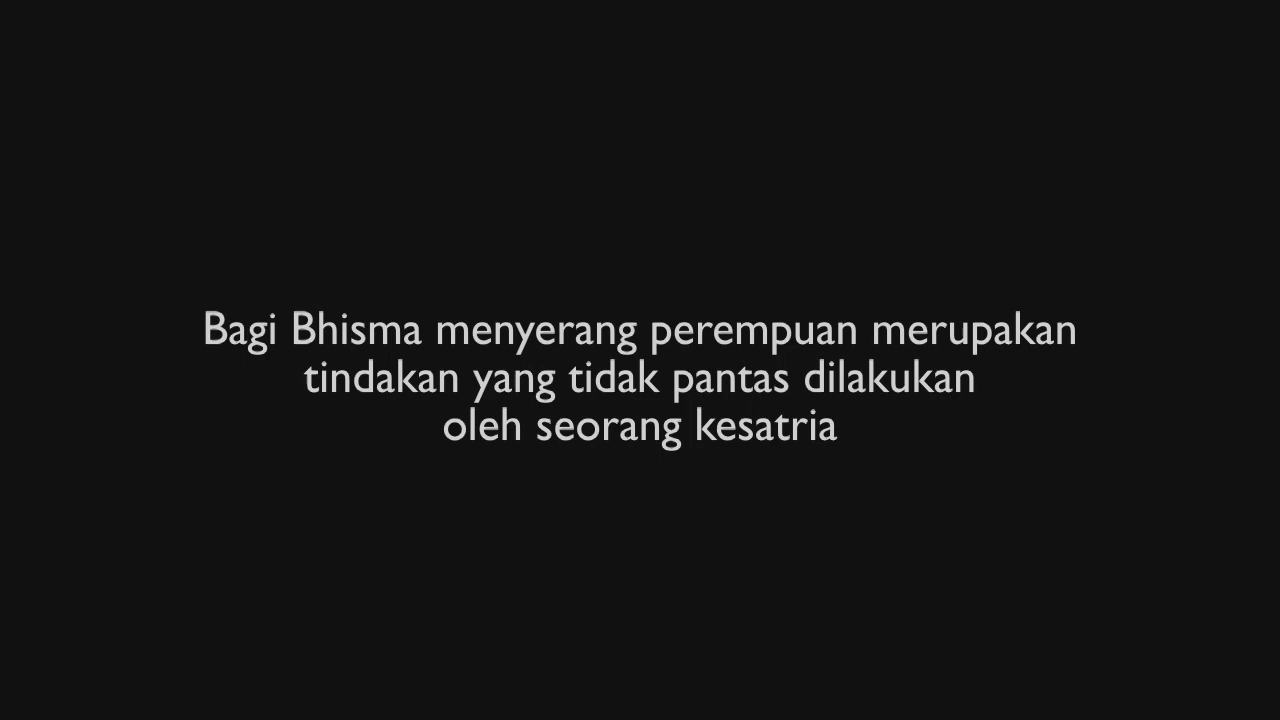 Bagi Bhisma menyerang perempuan merupakan
tindakan yang tidak pantas dilakukan
oleh seorang kesatria